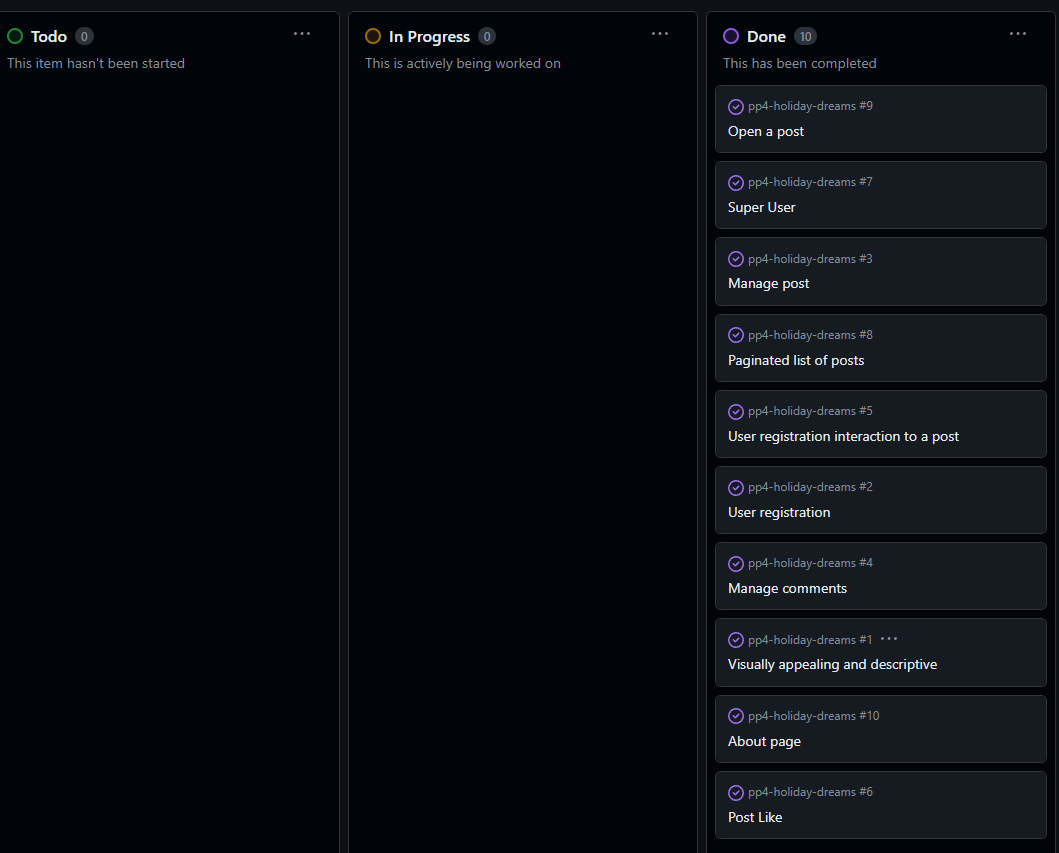 Todo 0
This item hasn't been started
In Progress 0
This is actively being worked on
Done 10
This has been completed
pp4-holiday-dreams #9
Open a post
pp4-holiday-dreams #7
Super User
pp4-holiday-dreams #3
Manage post
pp4-holiday-dreams #8
Paginated list of posts
pp4-holiday-dreams #5
User registration interaction to a post
pp4-holiday-dreams #2
User registration
pp4-holiday-dreams #4
Manage comments
pp4-holiday-dreams #1
Visually appealing and descriptive
pp4-holiday-dreams #10
About page
pp4-holiday-dreams #6
Post Like